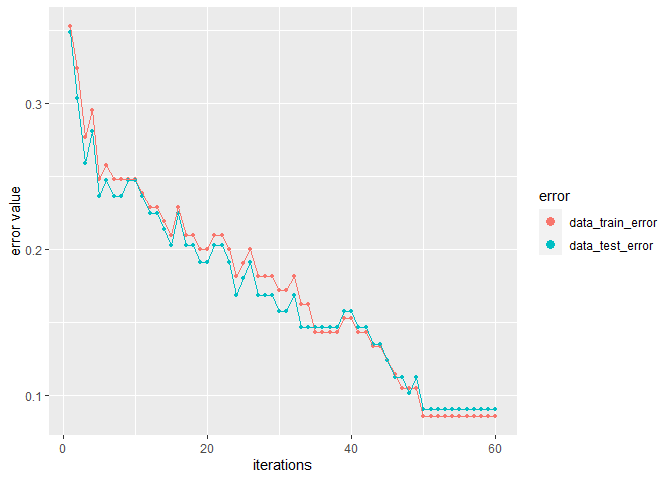 error value
0.3
0.2
0.1
0
20
40
60
iterations
error
data_train_error
data_test_error